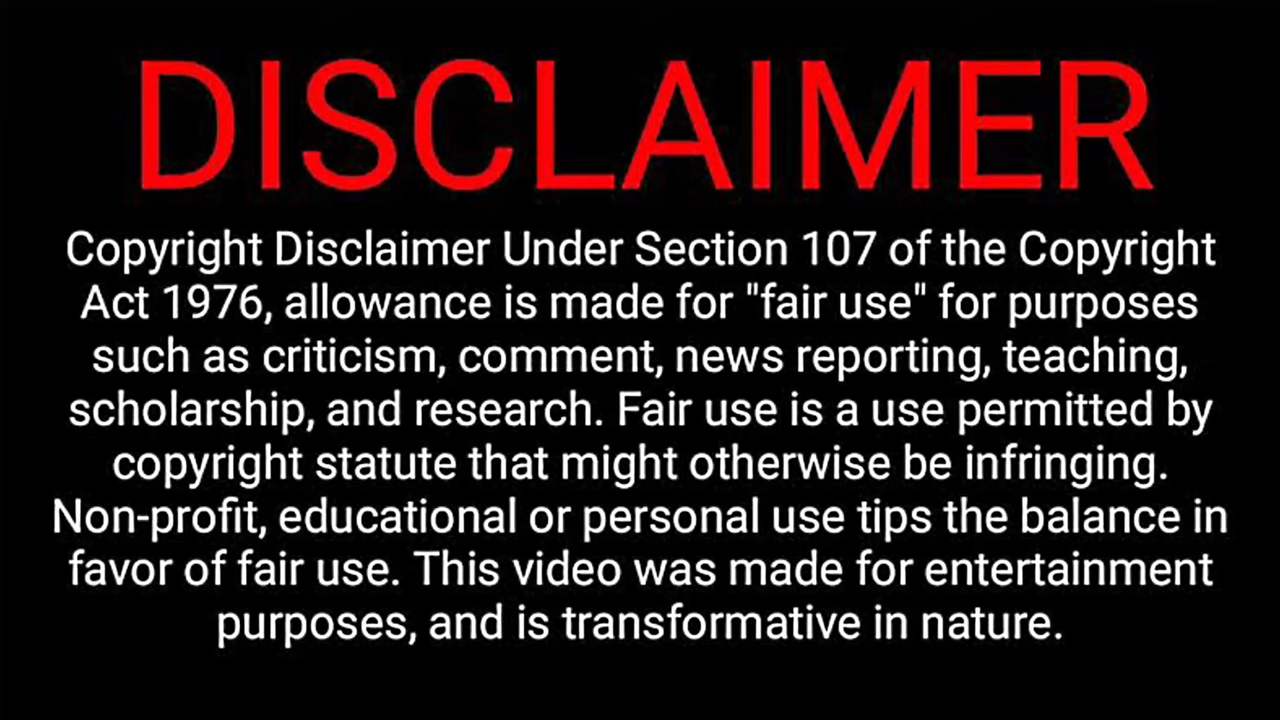 DISCLAIMER
Copyright Disclaimer Under Section 107 of the Copyright
Act 1976, allowance is made for "fair use" for purposes
such as criticism, comment, news reporting, teaching,
scholarship, and research. Fair use is a use permitted by
copyright statute that might otherwise be infringing.
Non-profit, educational or personal use tips the balance in
favor of fair use. This video was made for entertainment
purposes, and is transformative in nature.